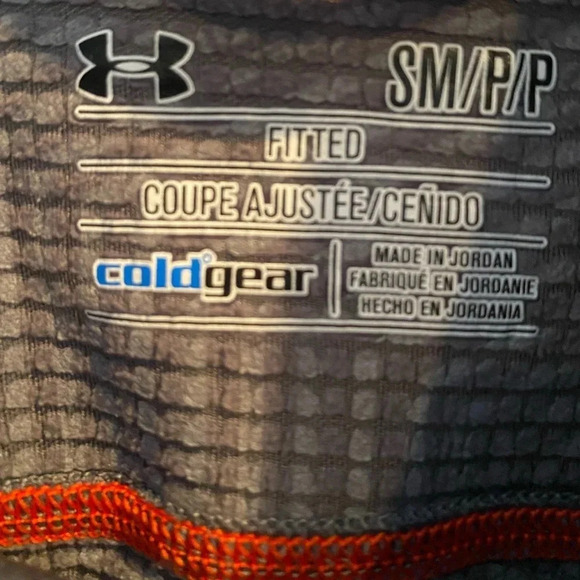 SM/P/P
FITTED
COUPE AJUSTÉE/CEÑIDO
coldgear
MADE IN JORDAN
FABRIQUÉ EN JORDANIE
HECHO EN JORDANIA